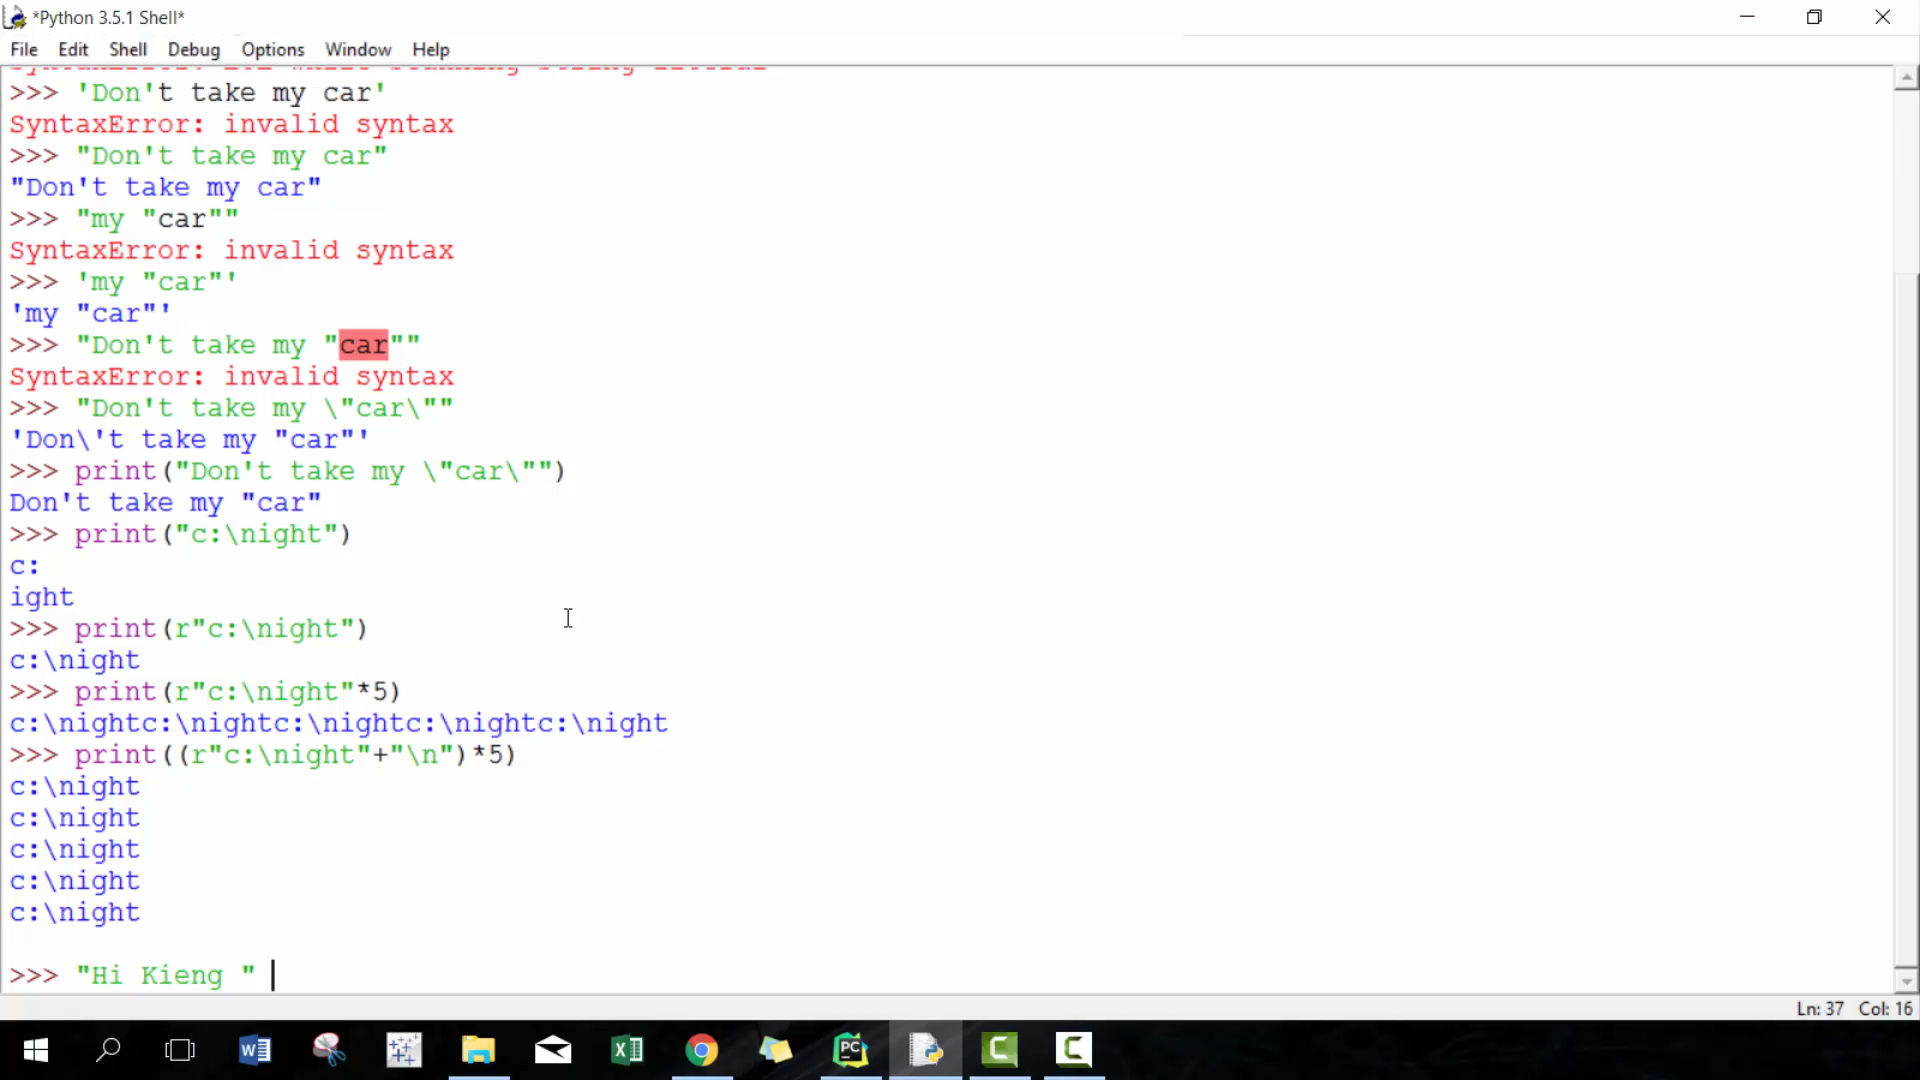 *Python 3.5.1 Shell*
File Edit Shell Debug Options Window Help
>>> 'Don't take my car'
SyntaxError: invalid syntax
>>> "Don't take my car"
"Don't take my car"
>>> "my "car""
SyntaxError: invalid syntax
>>> 'my "car"'
'my "car"'
>>> "Don't take my "car""
SyntaxError: invalid syntax
>>> "Don't take my \"car\""
'Don\'t take my "car"'
>>> print("Don't take my \"car\"")
Don't take my "car"
>>> print("c:\night")
c:
ight
>>> print(r"c:\night")
c:\night
>>> print(r"c:\night"*5)
c:\nightc:\nightc:\nightc:\nightc:\night
>>> print((r"c:\night"+"\n")*5)
c:\night
c:\night
c:\night
c:\night
c:\night
>>> "Hi Kieng "
Ln: 37 Col: 16